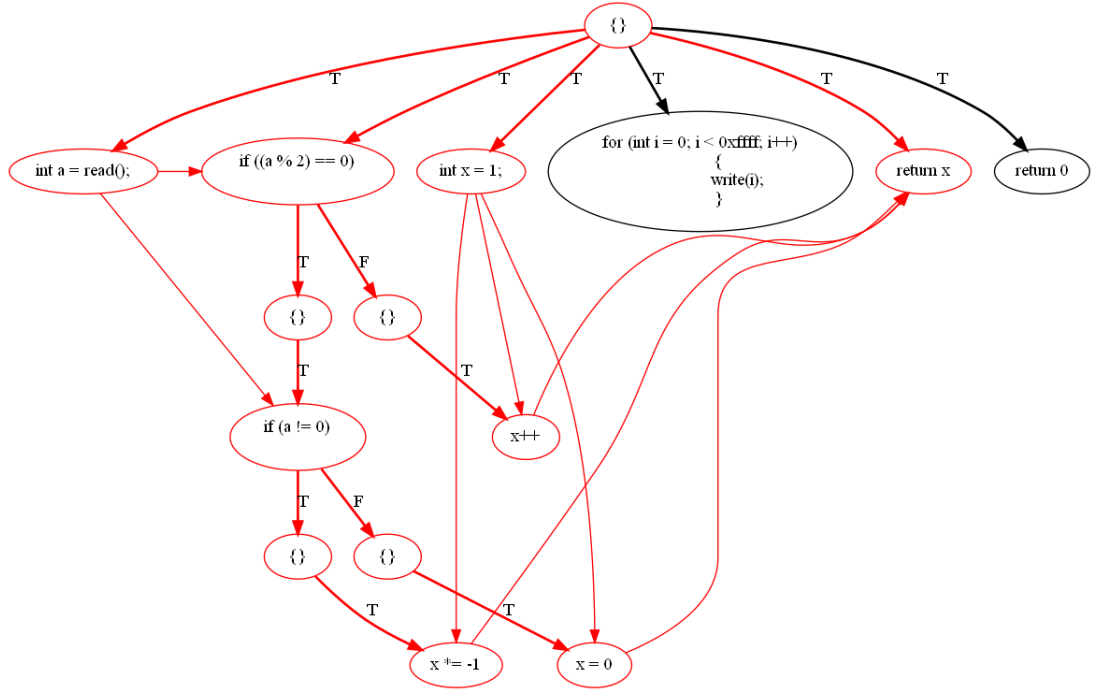 {}
T
T
T
T
T
T
int a = read();
if ((a % 2) == 0)
int x = 1;
for (int i = 0; i < 0xffff; i++)
{
write(i);
}
return x
return 0
T
F
{}
{}
T
T
if (a != 0)
x++
T
F
{}
{}
T
T
x *= -1
x = 0